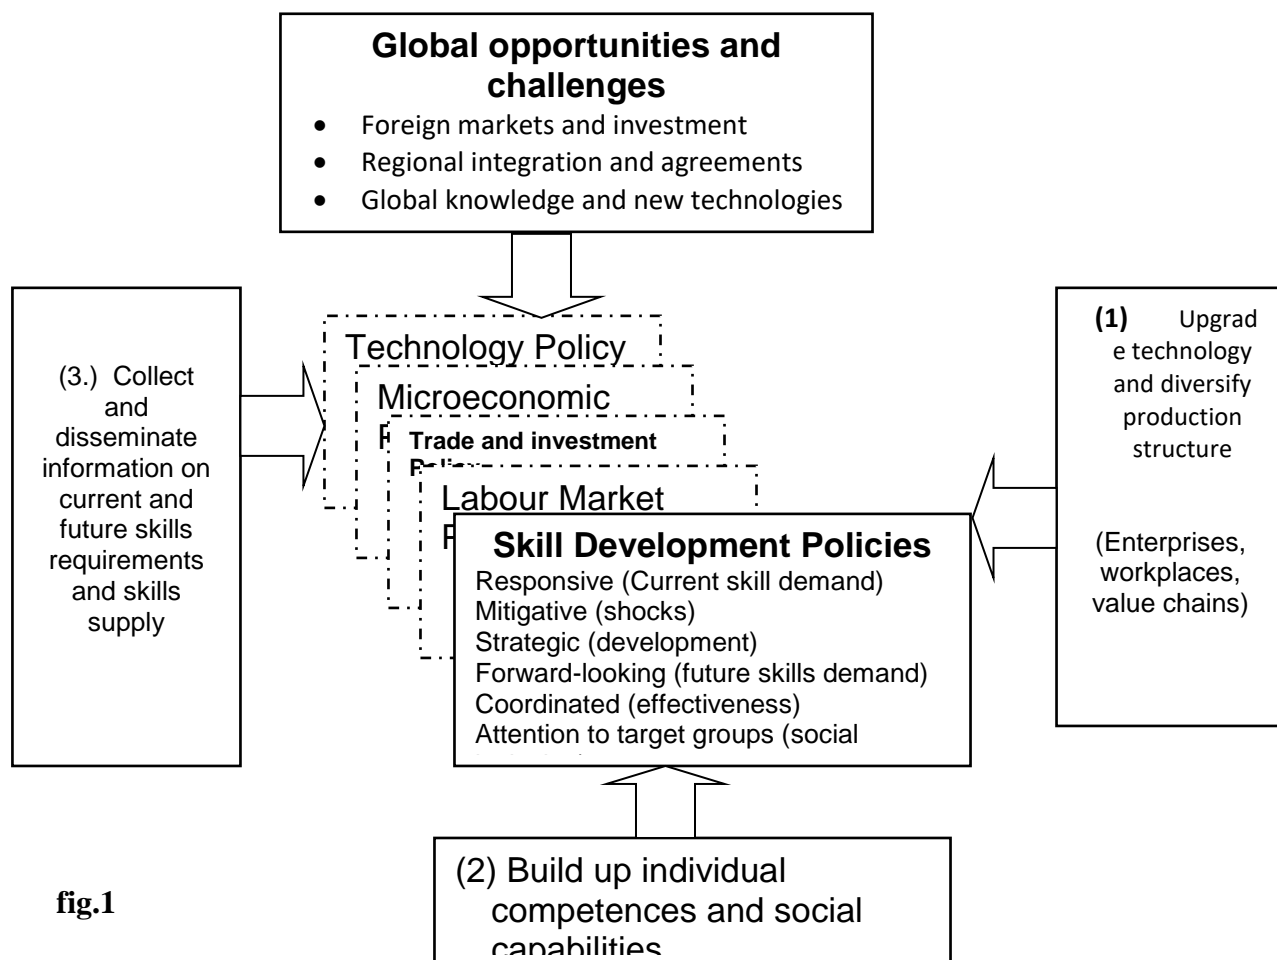 Global opportunities and
challenges
• Foreign markets and investment
• Regional integration and agreements
• Global knowledge and new technologies
(3.) Collect
and
disseminate
information on
current and
future skills
requirements
and skills
supply
Technology Policy
Microeconomic
Trade and investment
Policy
Labour Market
Skill Development Policies
Responsive (Current skill demand)
Mitigative (shocks)
Strategic (development)
Forward-looking (future skills demand)
Coordinated (effectiveness)
Attention to target groups (social
(1) Upgrad
e technology
and diversify
production
structure
(Enterprises,
workplaces,
value chains)
(2) Build up individual
competences and social
capabilities
fig.1